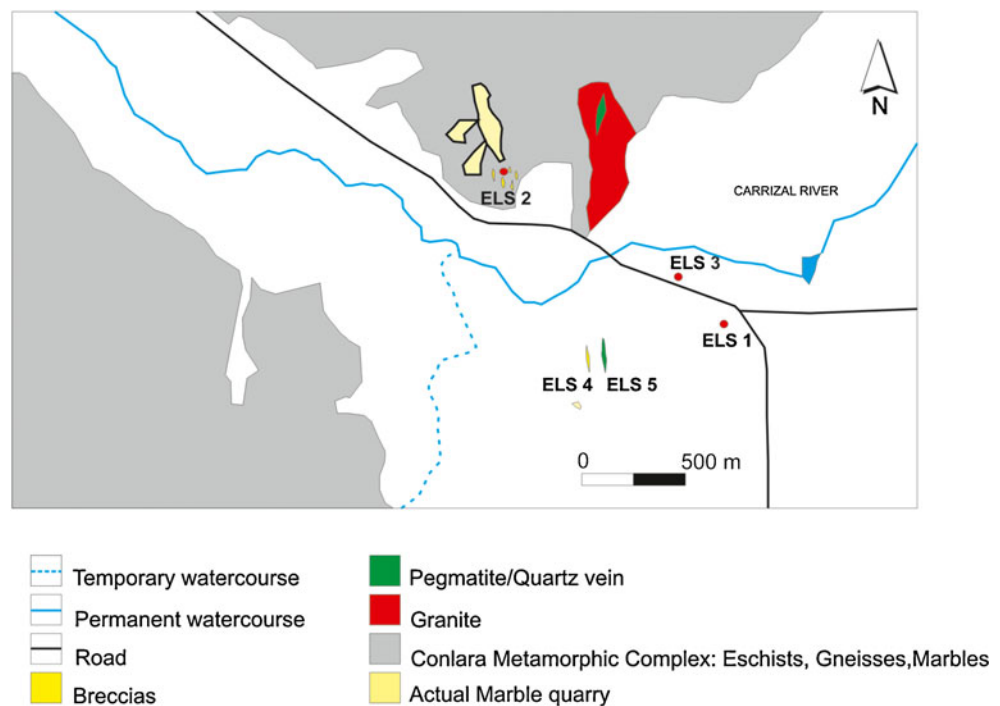 N
CARRIZAL RIVER
ELS 2
ELS 3
ELS 1
ELS 4 ELS 5
0 500 m
Temporary watercourse
Permanent watercourse
Road
Breccias
Pegmatite/Quartz vein
Granite
Conlara Metamorphic Complex: Eschists, Gneisses,Marbles
Actual Marble quarry